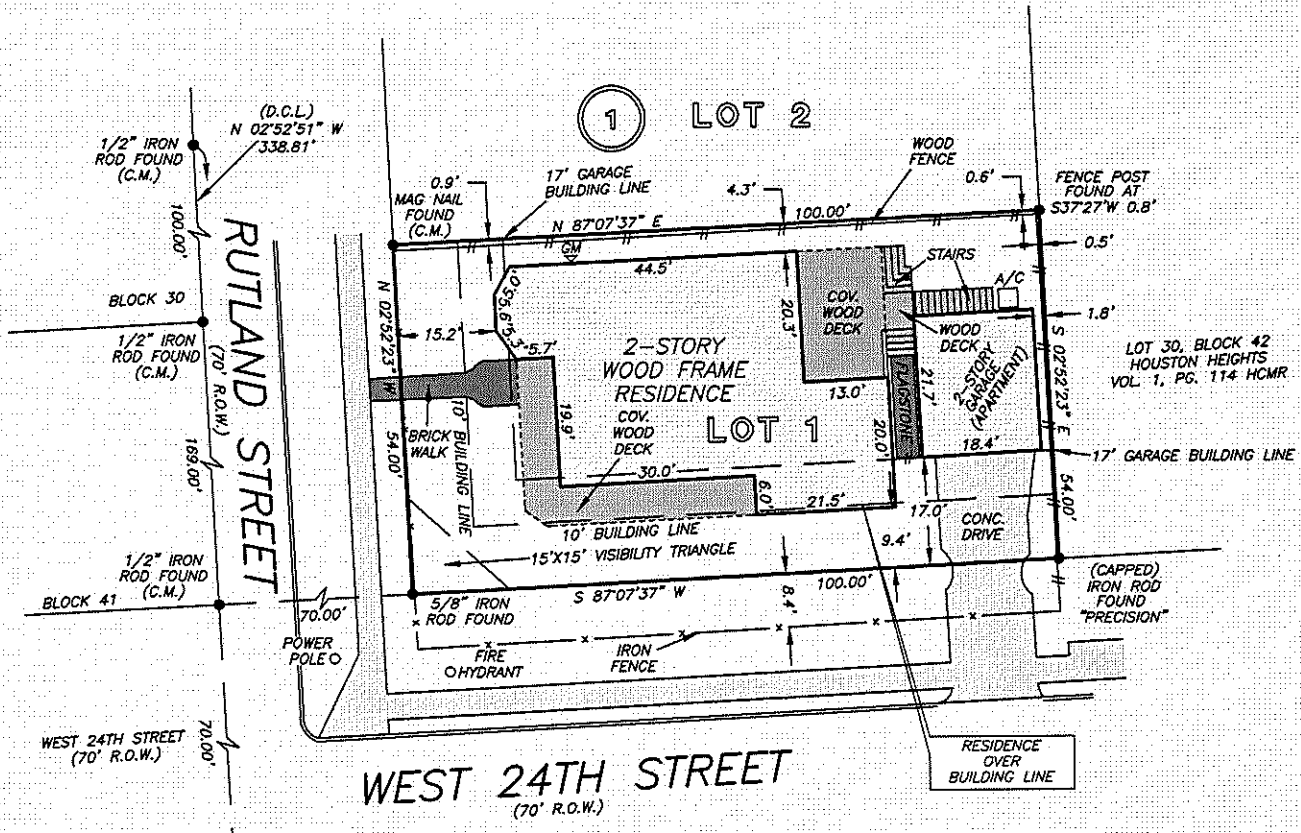 1
LOT 2
(D.C.L)
N 02°52'51" W
338.81'
1/2" IRON
ROD FOUND
(C.M.)
100.00'
17' GARAGE
BUILDING LINE
0.9'
MAG NAIL
FOUND
(C.M.)
N 87°07'37" E
4.3'
100.00'
WOOD
FENCE
0.6'
FENCE POST
FOUND AT
S37°27'W 0.8'
0.5'
GM
44.5'
STAIRS
A/C
1.8'
RUTLAND STREET
(70' R.O.W.)
BLOCK 30
1/2" IRON
ROD FOUND
(C.M.)
169.00'
N 02°52'23" W
54.00'
15.2'
5.0'
5.6'
5.3'
5.7'
20.3'
COV.
WOOD
DECK
WOOD
DECK
2-STORY
WOOD FRAME
RESIDENCE
13.0'
FLAGSTONE
21.7'
2-STORY
GARAGE
(APARTMENT)
S 02°52'23" E
54.00'
LOT 30, BLOCK 42
HOUSTON HEIGHTS
VOL. 1, PG. 114 HCMR
BRICK
WALK
10' BUILDING LINE
19.9'
COV.
WOOD
DECK
LOT 1
20.0'
18.4'
17' GARAGE BUILDING LINE
30.0'
6.0'
21.5'
17.0'
CONC.
DRIVE
10' BUILDING LINE
15'X15' VISIBILITY TRIANGLE
9.4'
1/2" IRON
ROD FOUND
(C.M.)
BLOCK 41
70.00'
5/8" IRON
ROD FOUND
S 87°07'37" W
8.4'
100.00'
(CAPPED)
IRON ROD
FOUND
"PRECISION"
POWER
POLE
FIRE
HYDRANT
IRON
FENCE
WEST 24TH STREET
(70' R.O.W.)
70.00'
WEST 24TH STREET
(70' R.O.W.)
RESIDENCE
OVER
BUILDING LINE